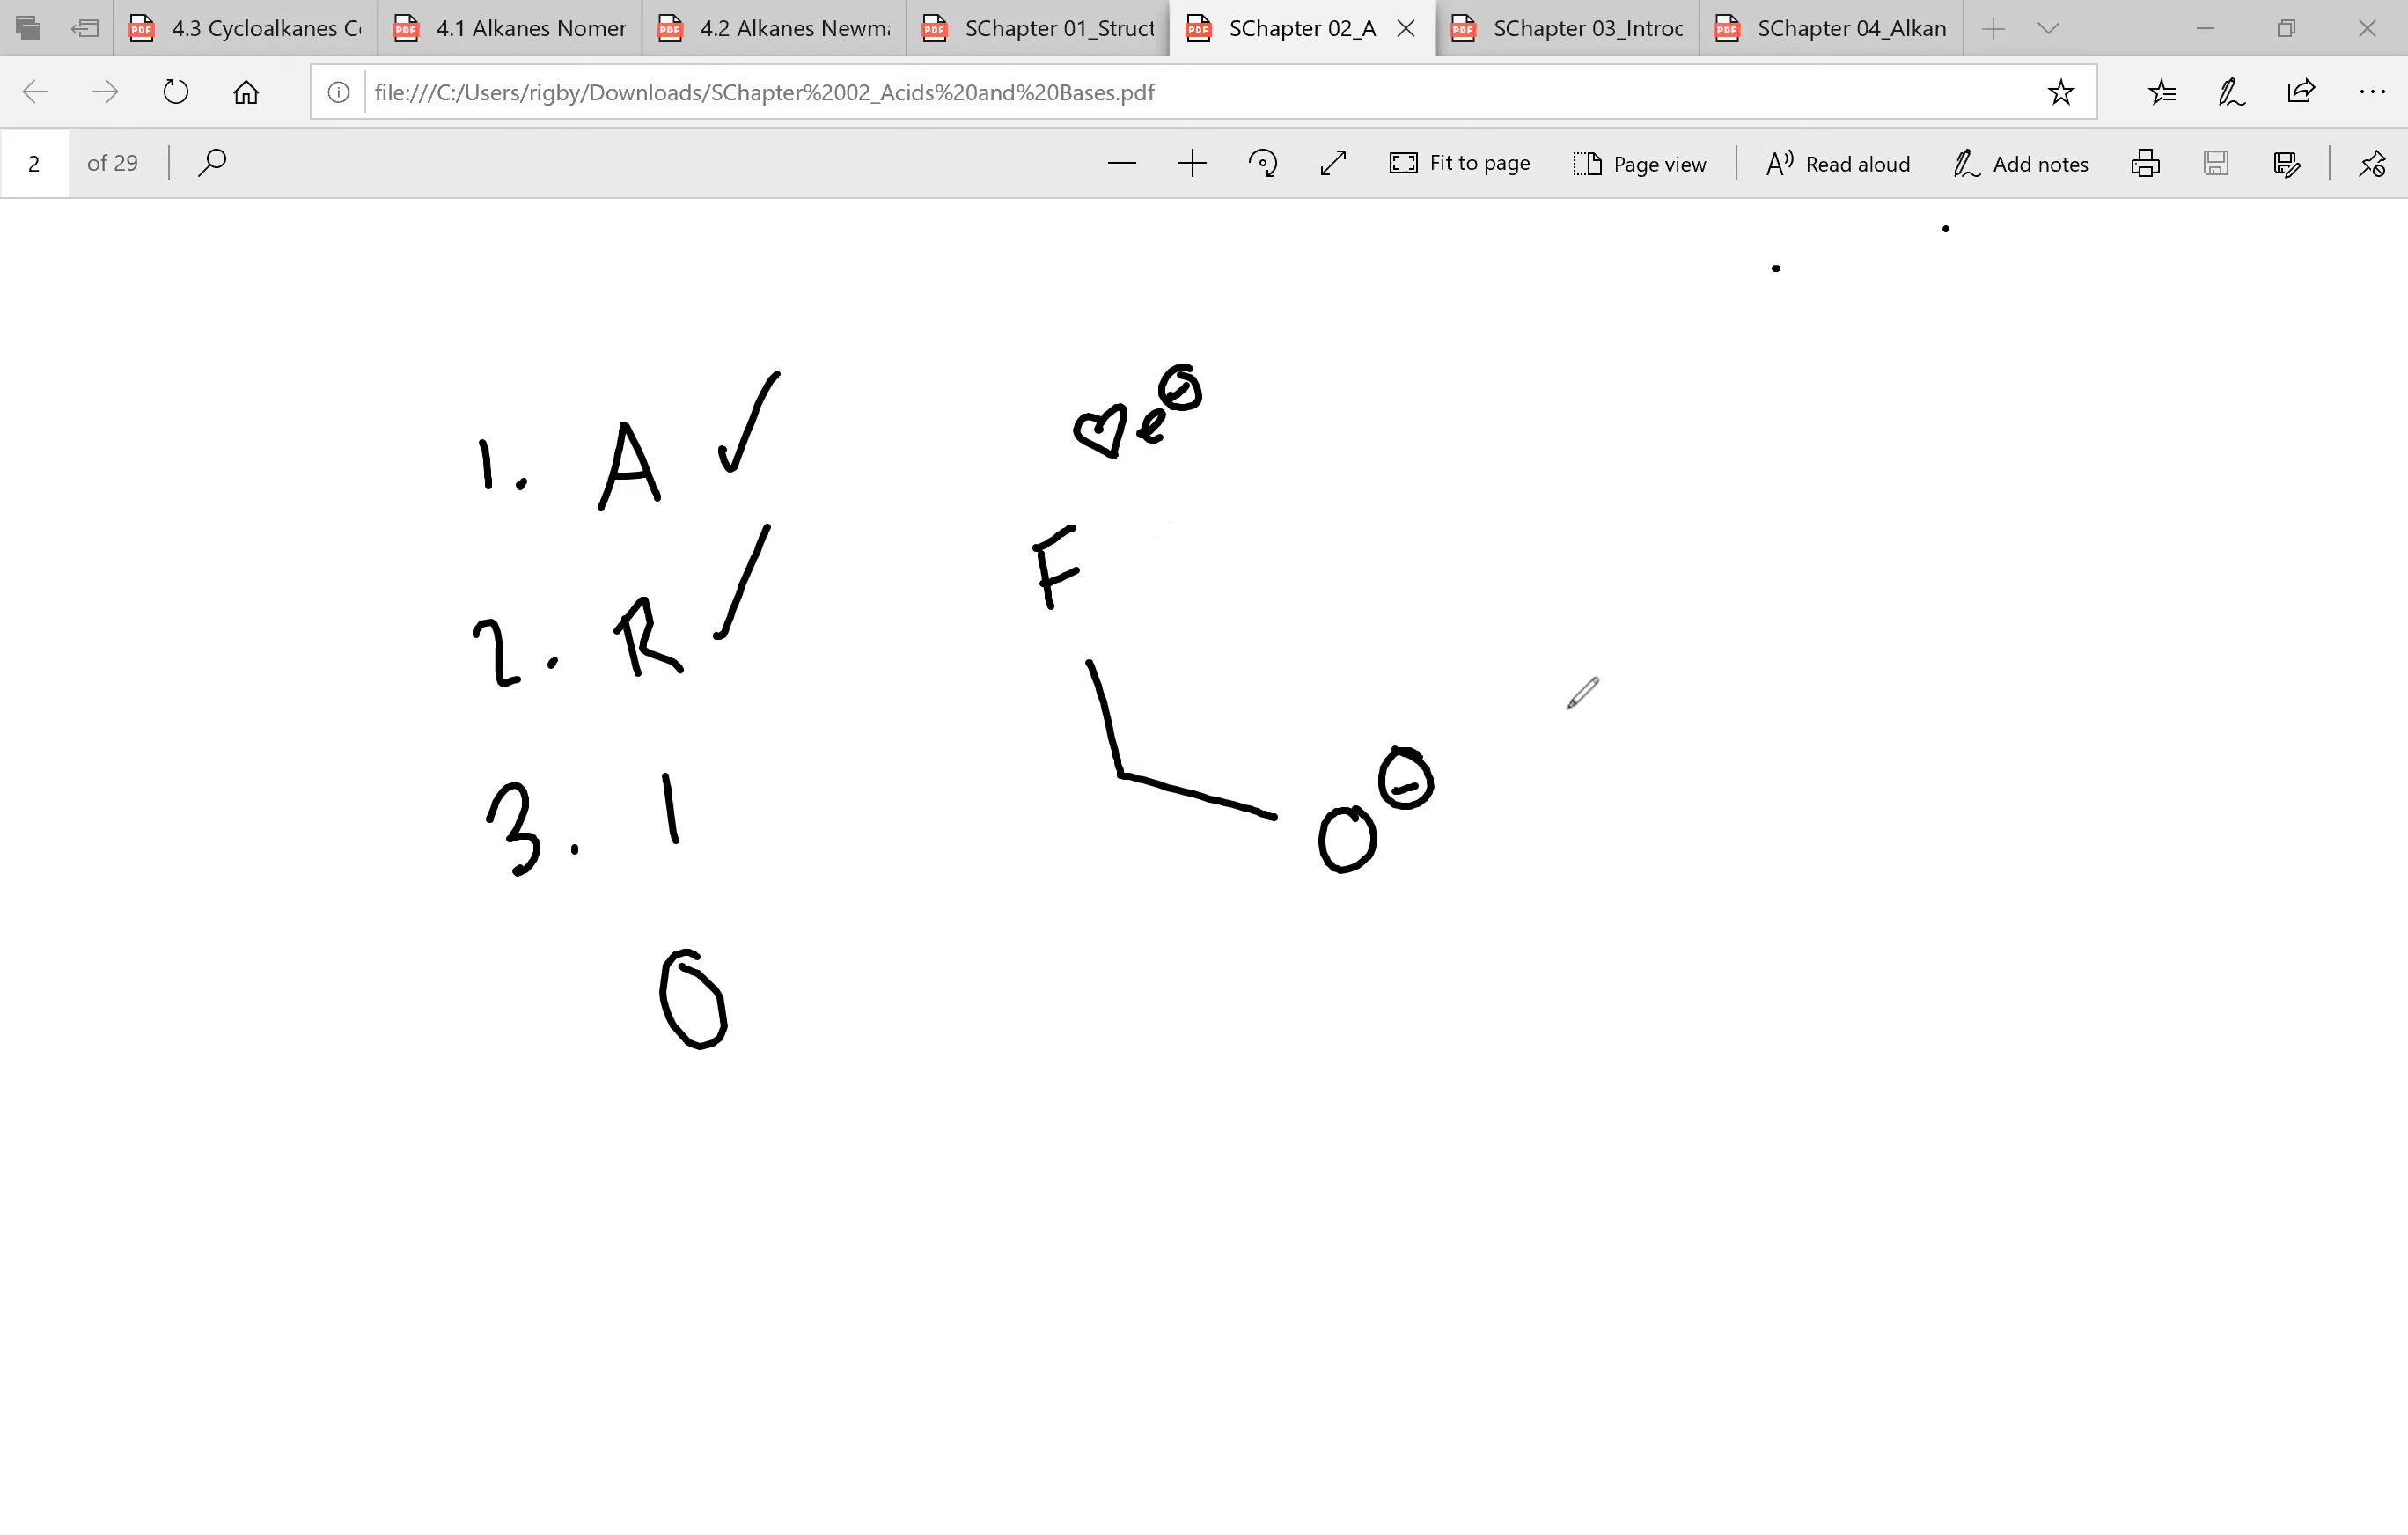 4.3 Cycloalkanes C
4.1 Alkanes Nomer
4.2 Alkanes Newm
SChapter 01_Struct
SChapter 02_A
SChapter 03_Introc
SChapter 04_Alkan
file:///C:/Users/rigby/Downloads/SChapter%2002_Acids%20and%20Bases.pdf
2 of 29
Fit to page
Page view
Read aloud
Add notes
1. A ✓
♡e⊖
F
2. R
3. I
O⊖
O